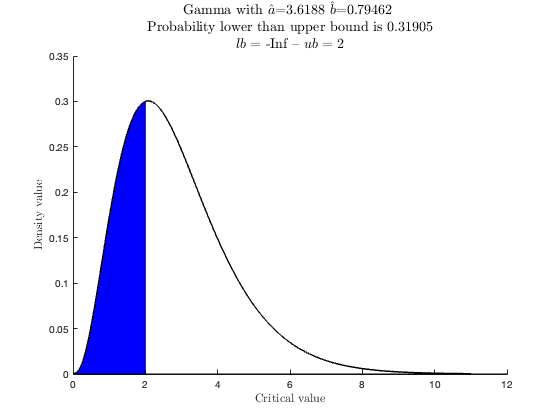 Gamma with â=3.6188 b̂=0.79462
Probability lower than upper bound is 0.31905
lb = -Inf – ub = 2
0.35
0.3
0.25
0.2
0.15
0.1
0.05
0
Density value
0 2 4 6 8 10 12
Critical value